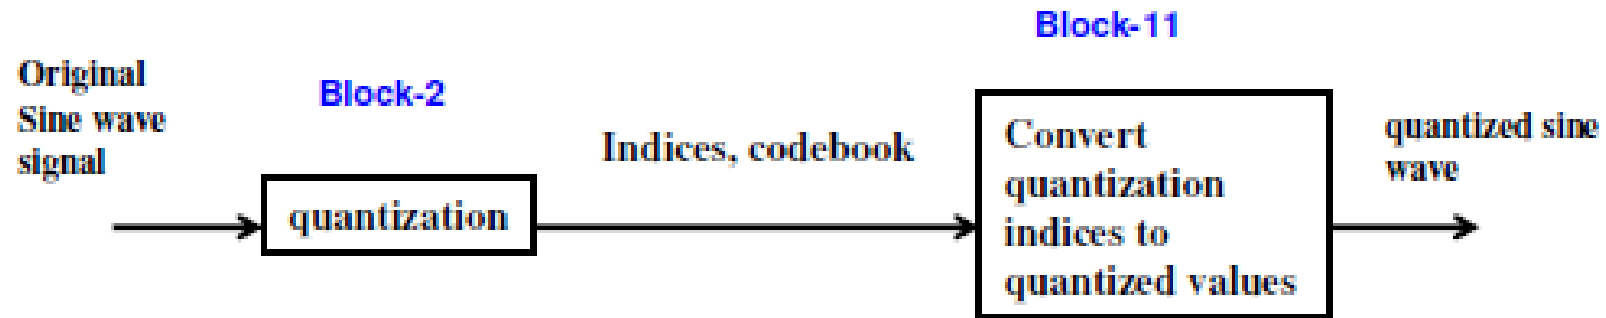 Block-11
Original
Sine wave
signal
Block-2
Indices, codebook
quantization
Convert
quantization
indices to
quantized values
quantized sine
wave